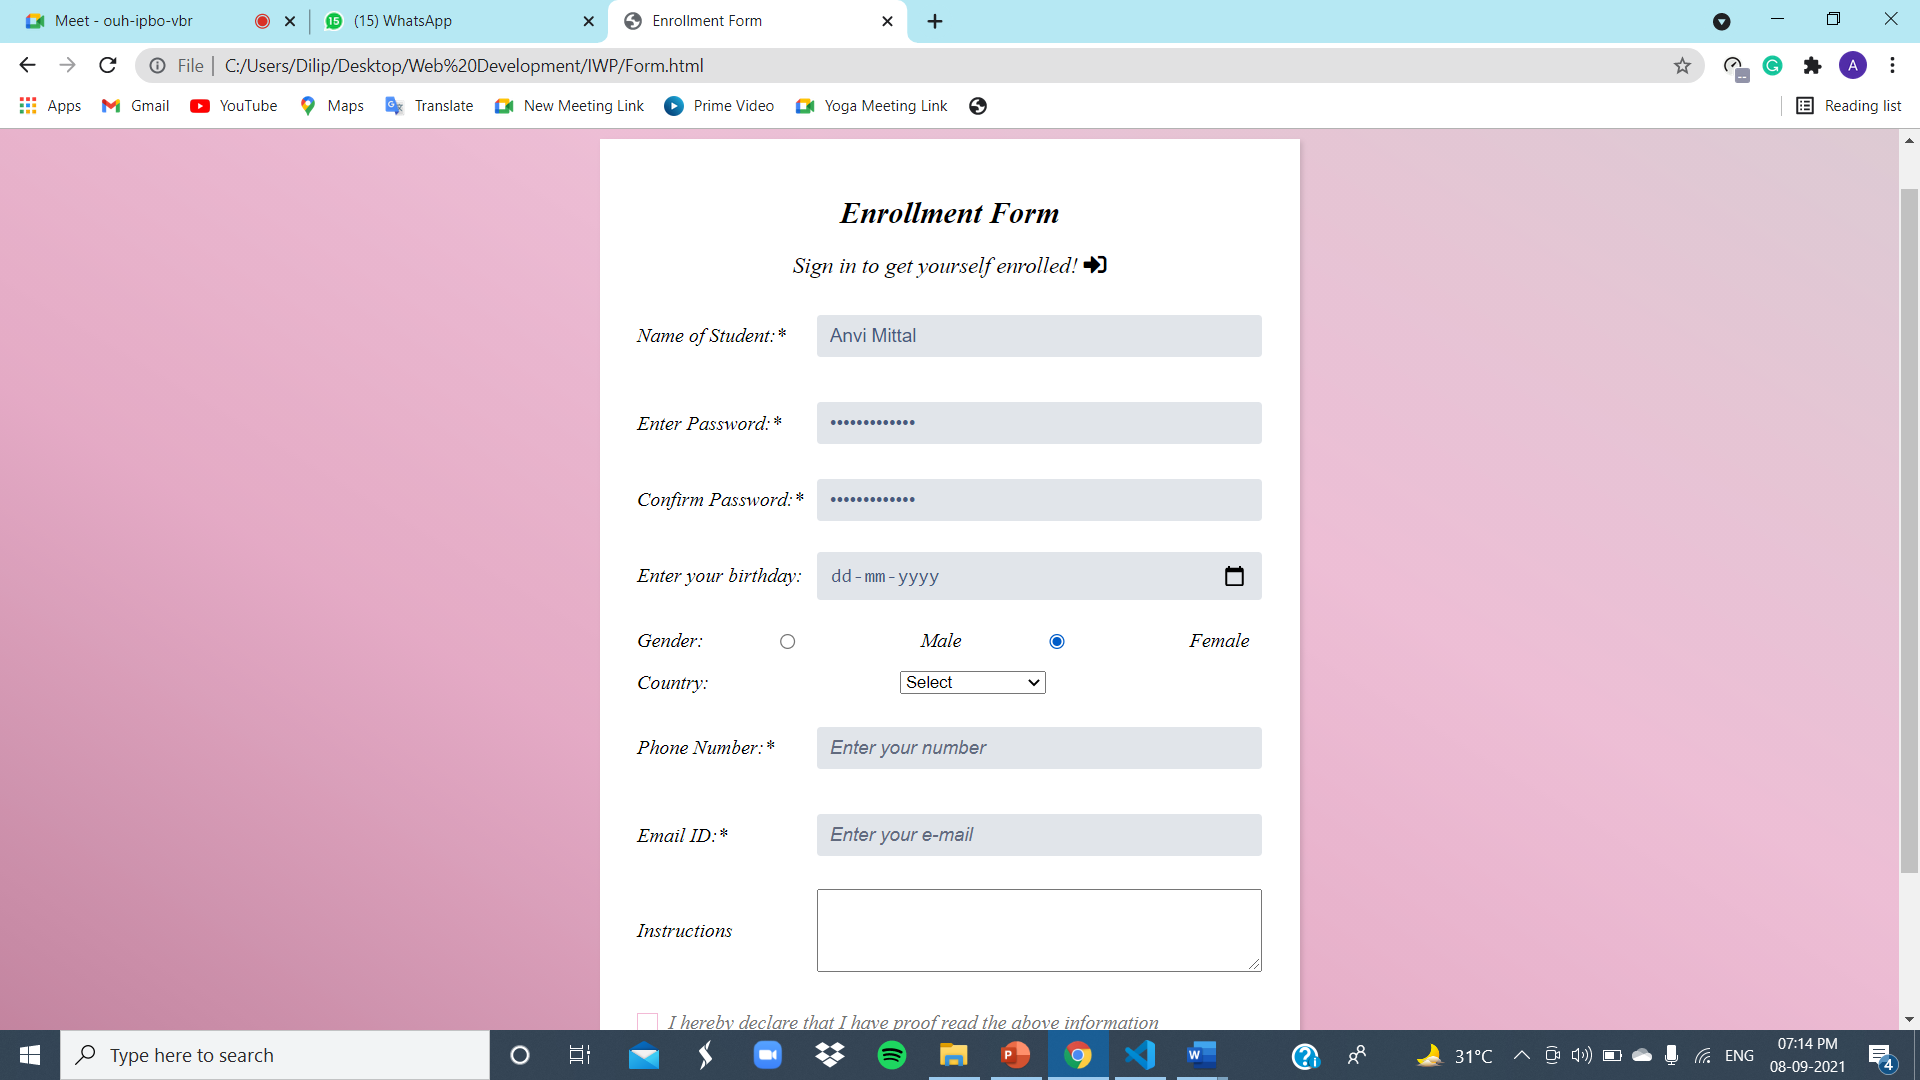 Meet - ouh-ipbo-vbr
15 (15) WhatsApp
Enrollment Form
File | C:/Users/Dilip/Desktop/Web%20Development/IWP/Form.html
A
Apps Gmail YouTube Maps Translate New Meeting Link Prime Video Yoga Meeting Link Reading list
Enrollment Form
Sign in to get yourself enrolled!
Name of Student:* Anvi Mittal
Enter Password:* •••••••••••••
Confirm Password:* •••••••••••••
Enter your birthday: dd-mm-yyyy
Gender: Male Female
Country: Select
Phone Number:* Enter your number
Email ID:* Enter your e-mail
Instructions
I hereby declare that I have proof read the above information
Type here to search
31°C
ENG
07:14 PM
08-09-2021
4